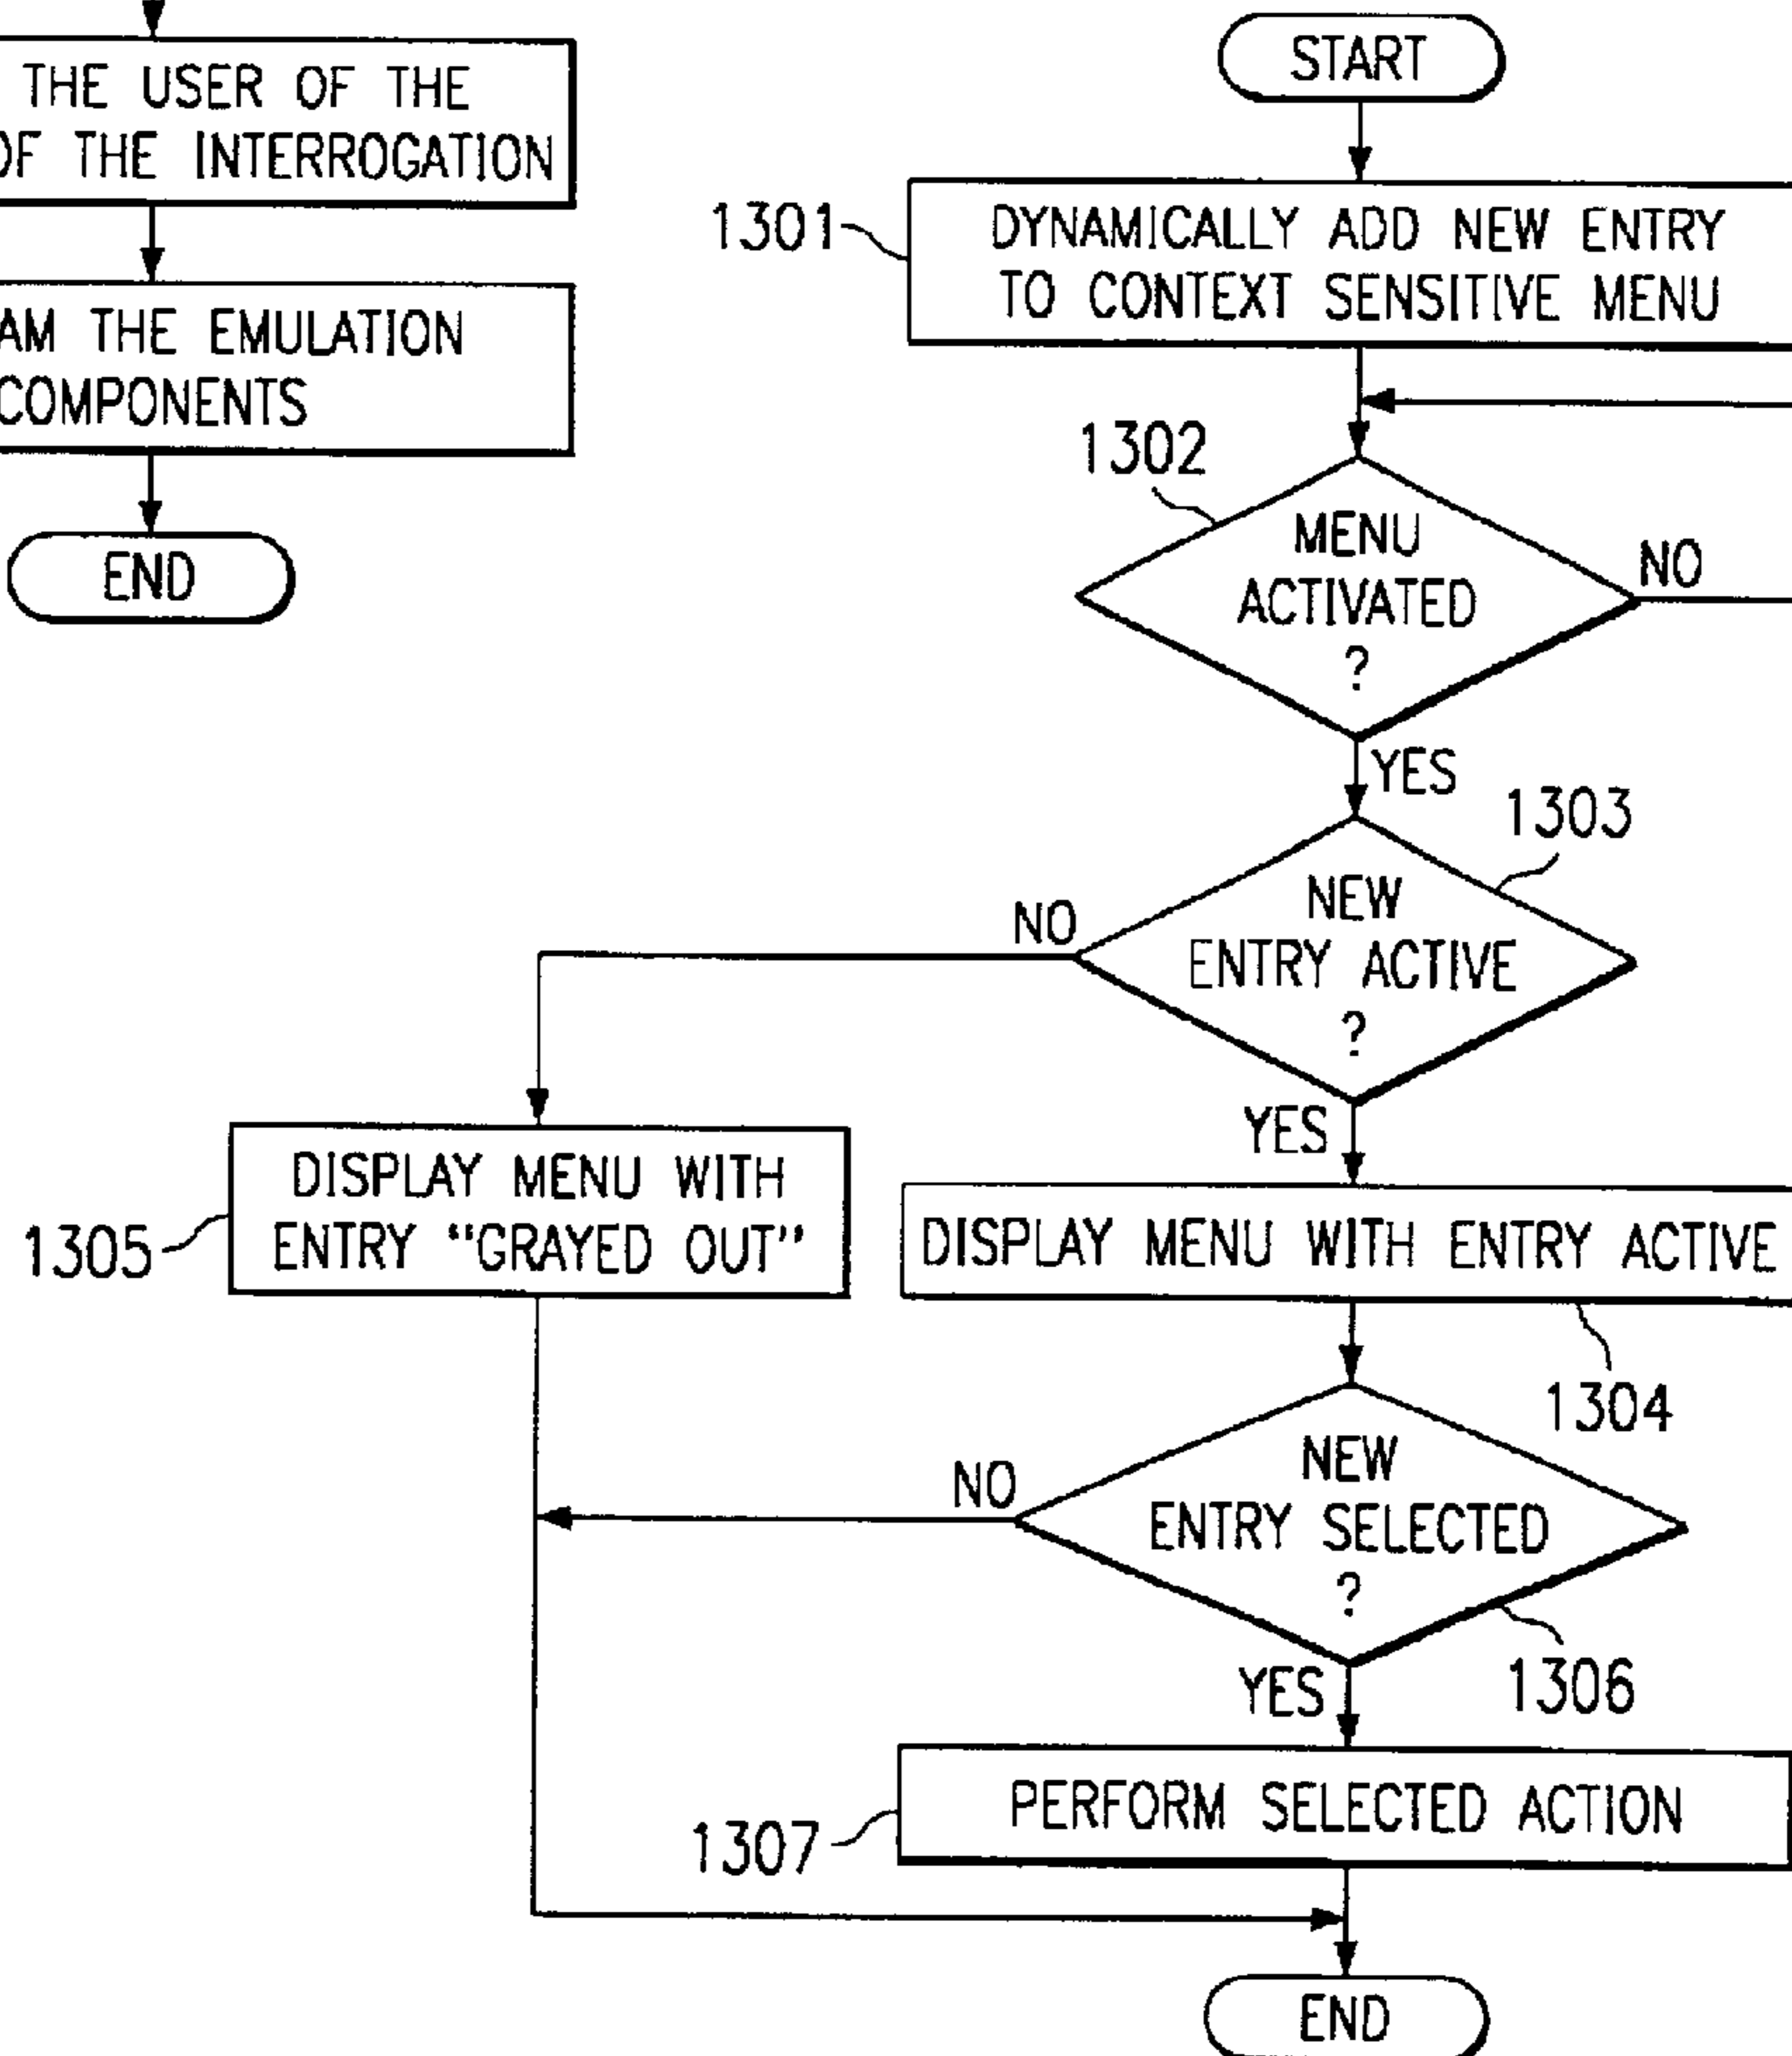 THE USER OF THE
OF THE INTERROGATION
THE EMULATION
COMPONENTS
END
START
1301
DYNAMICALLY ADD NEW ENTRY
TO CONTEXT SENSITIVE MENU
1302
MENU
ACTIVATED
?
NO
YES
1303
NEW
ENTRY ACTIVE
?
NO
YES
DISPLAY MENU WITH
ENTRY “GRAYED OUT”
1305
DISPLAY MENU WITH ENTRY ACTIVE
1304
NEW
ENTRY SELECTED
?
NO
YES
1306
PERFORM SELECTED ACTION
1307
END